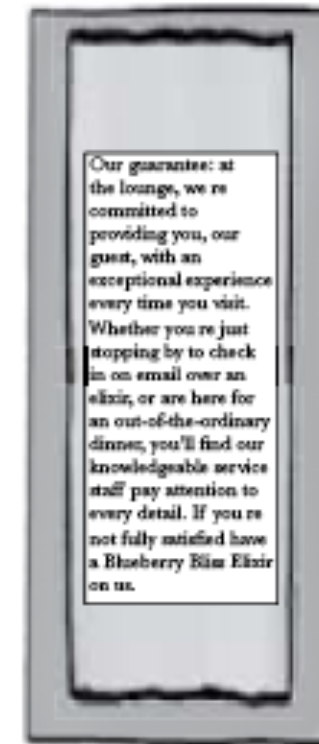 Our guarantee: at
the lounge, we re
committed to
providing you, our
guest, with an
exceptional experience
every time you visit.
Whether you re just
stopping by to check
in on email over an
elixir, or are here for
an out-of-the-ordinary
dinner, you'll find our
knowledgeable service
staff pay attention to
every detail. If you re
not fully satisfied have
a Blueberry Bliss Elixir
on us.